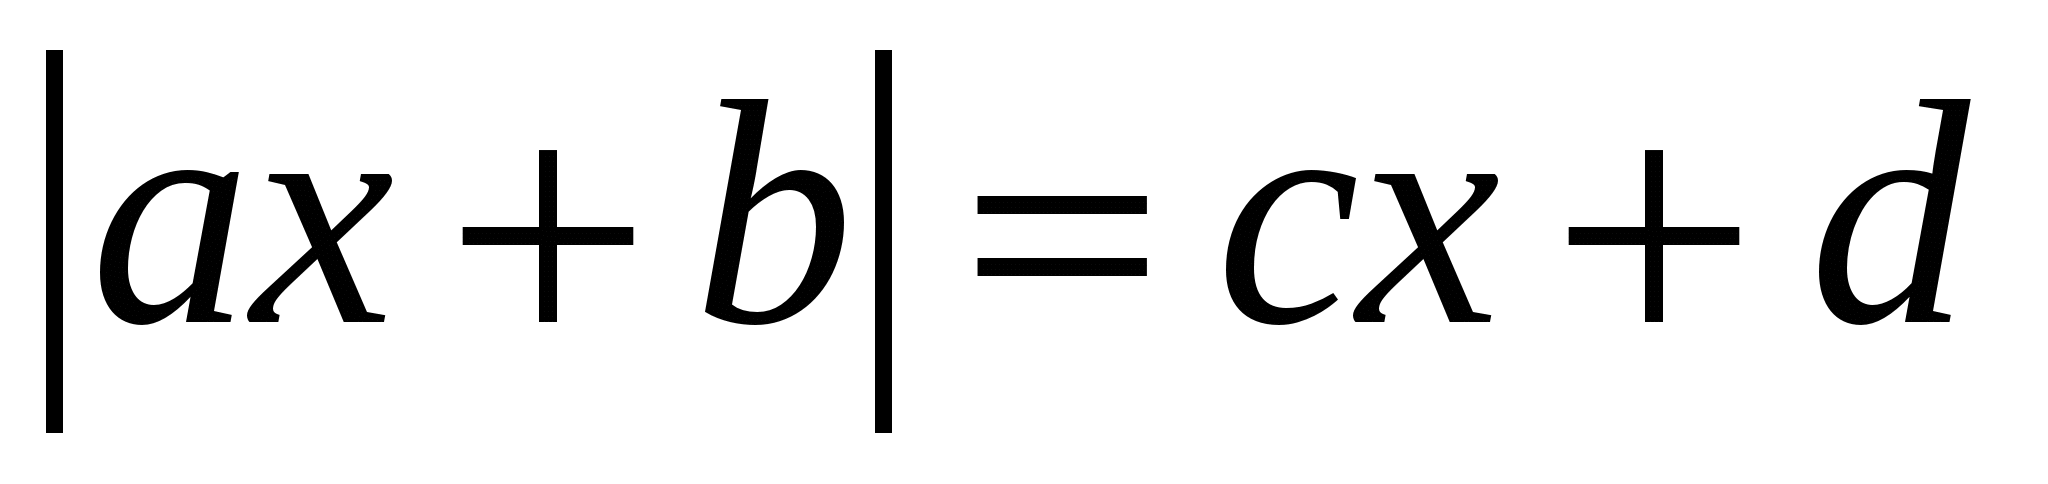 |ax + b| = cx + d